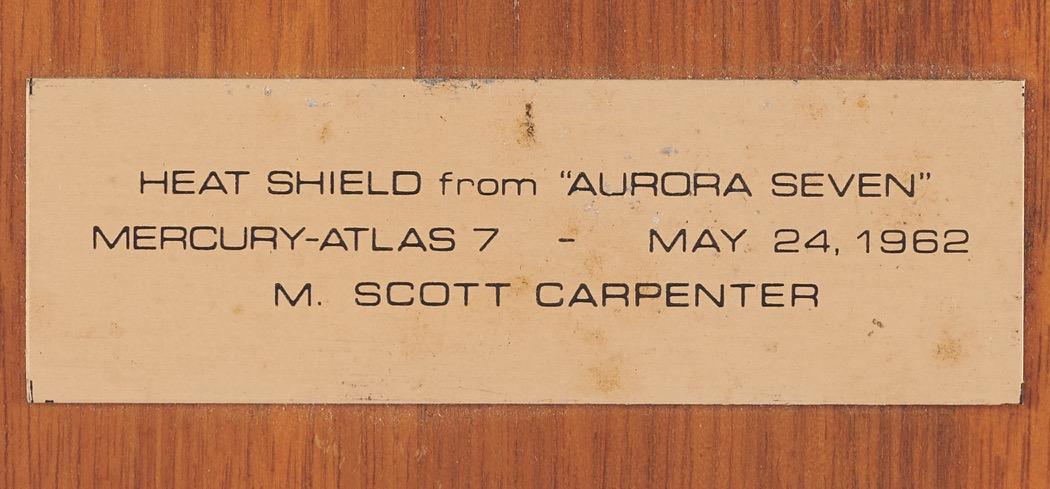 HEAT SHIELD from “AURORA SEVEN”
MERCURY-ATLAS 7 - MAY 24, 1962
M. SCOTT CARPENTER